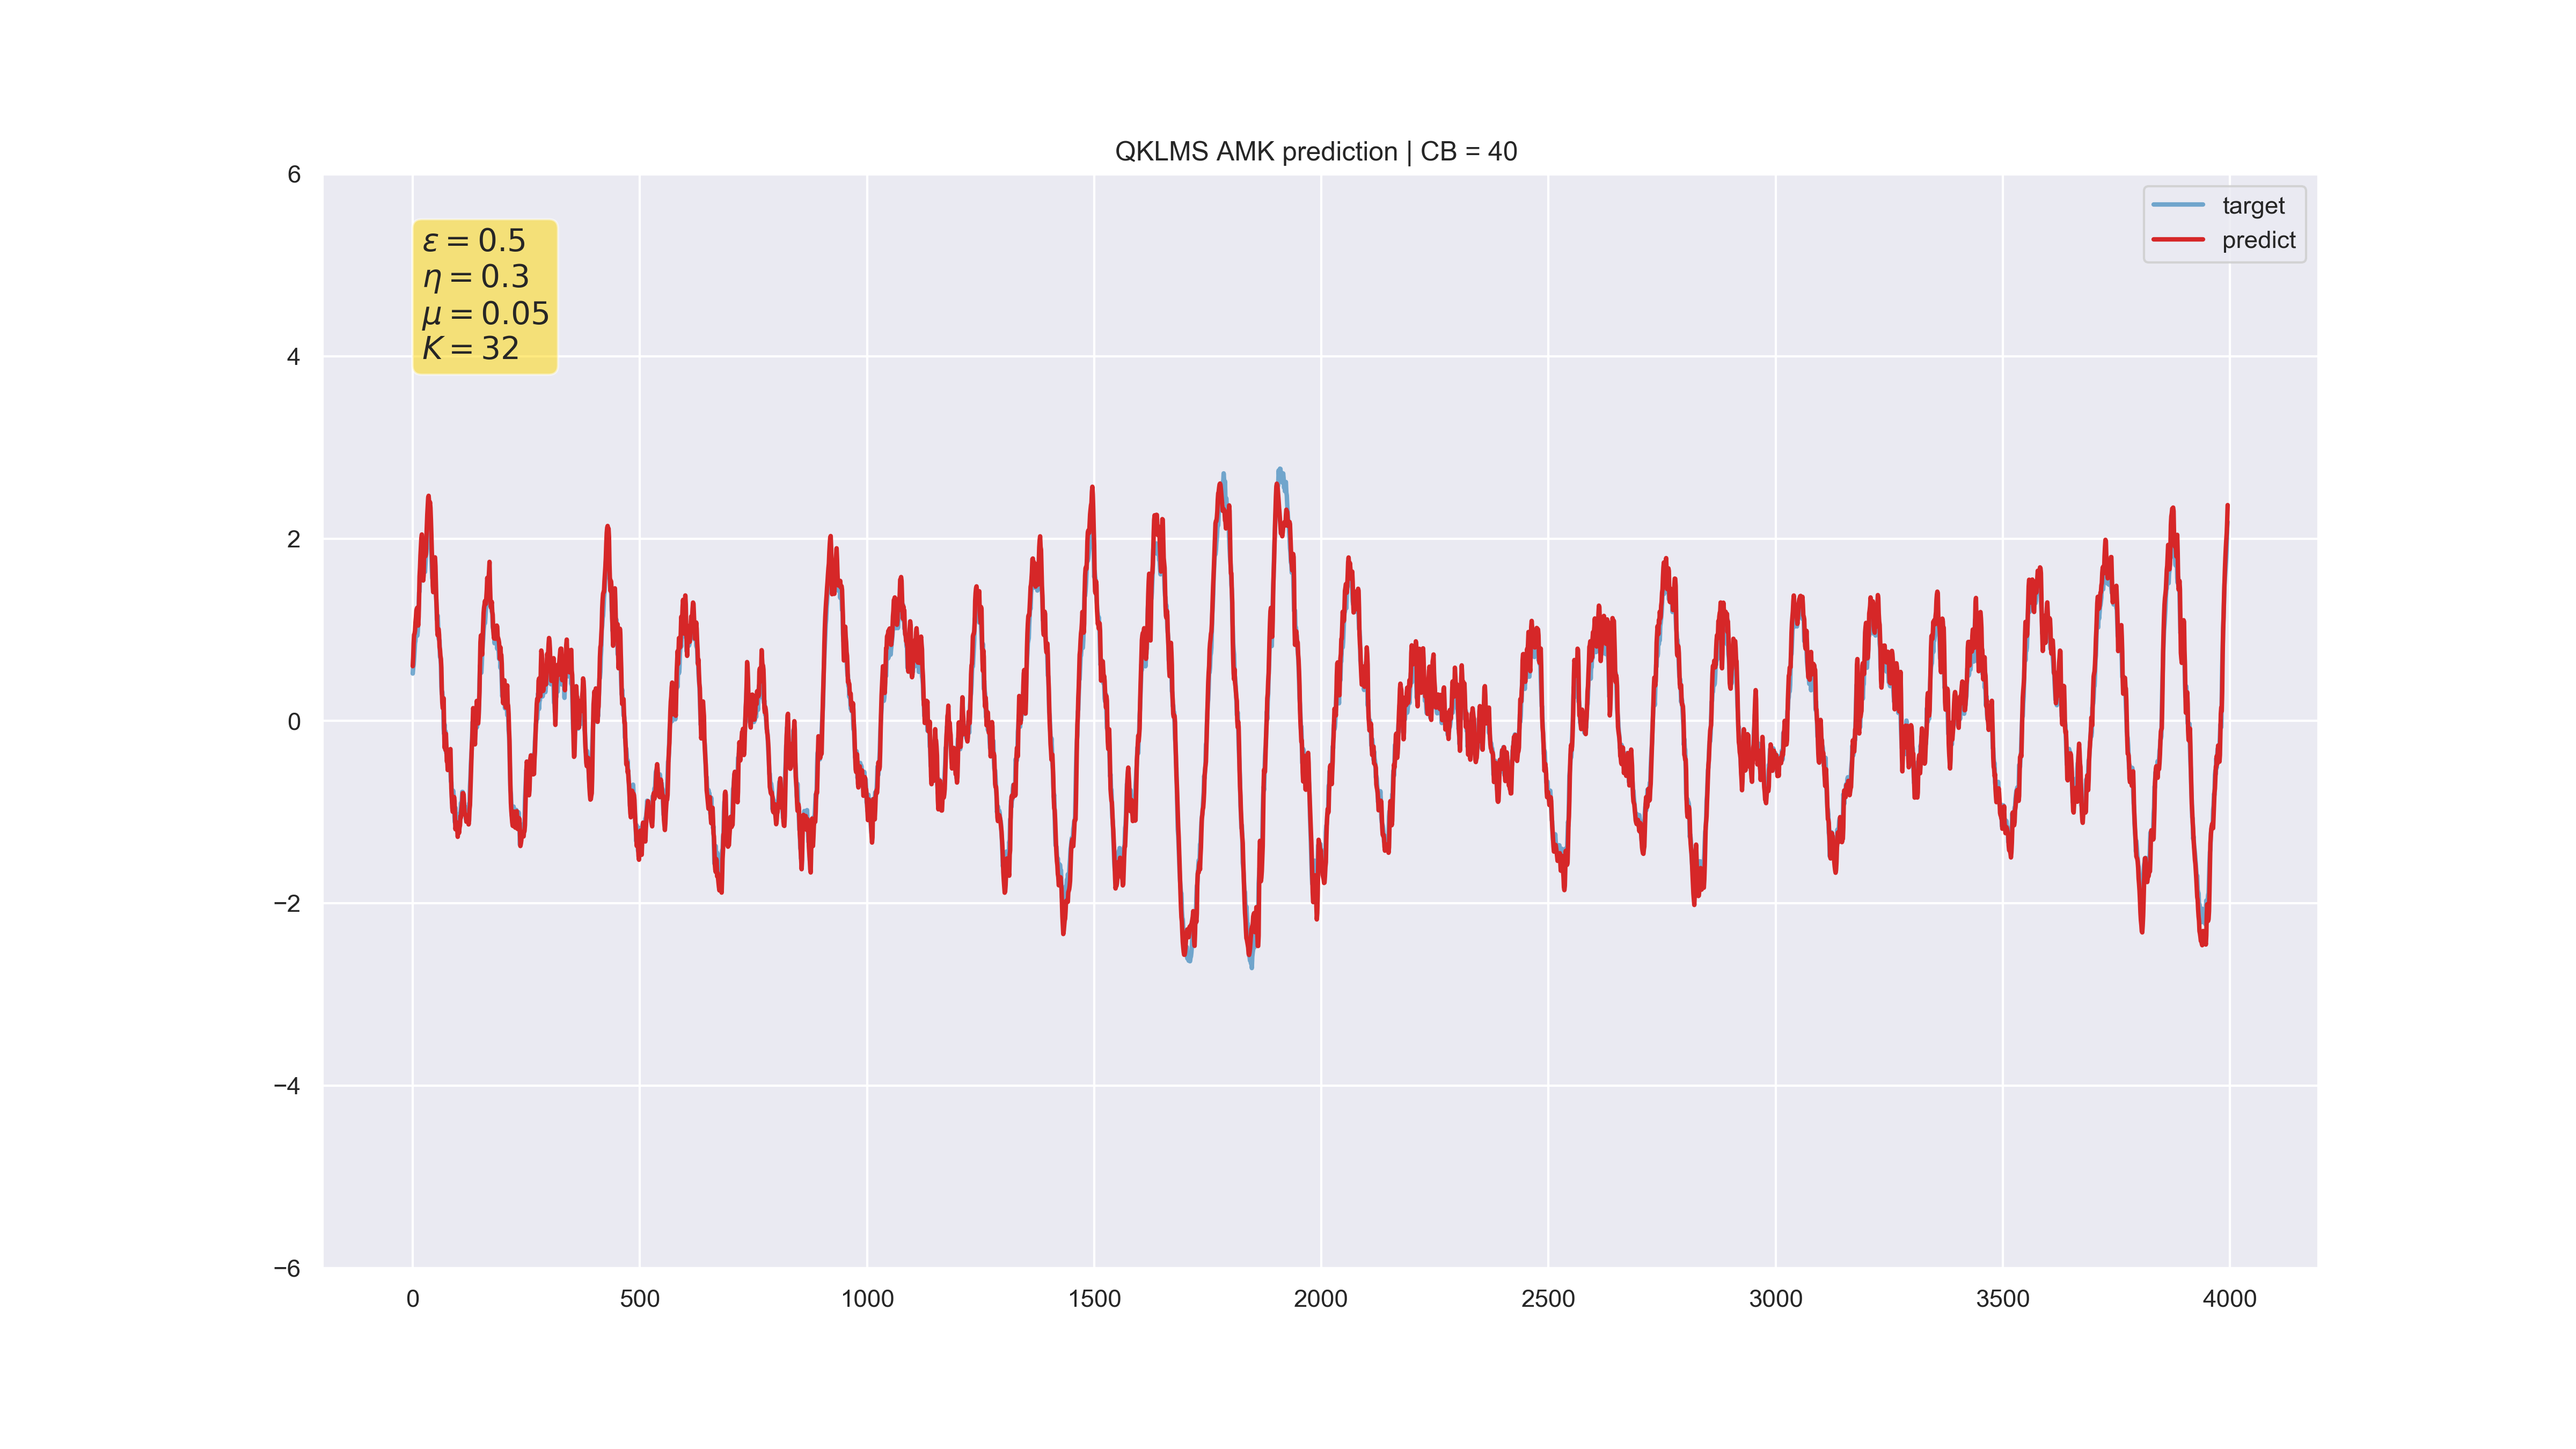 QKLMS AMK prediction | CB = 40
6
4
2
0
−2
−4
−6
ε = 0.5
η = 0.3
μ = 0.05
K = 32
target
predict
0 500 1000 1500 2000 2500 3000 3500 4000